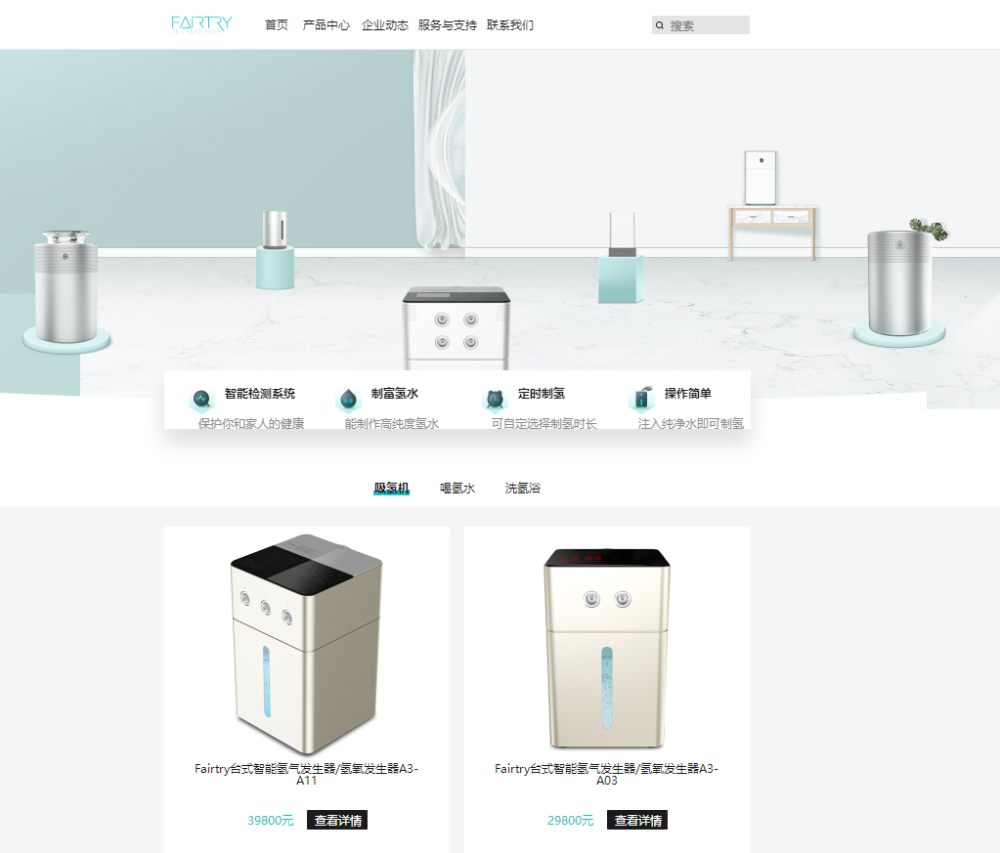 FAIRTRY 首页 产品中心 企业动态 服务与支持 联系我们 搜索
智能检测系统 制富氢水 定时制氢 操作简单
保护你和家人的健康 能制作高纯度氢水 可自定选择制氢时长 注入纯净水即可制氢
吸氢机 喝氢水 洗氢浴
Fairtry台式智能氢气发生器/氢氧发生器A3-
A11
39800元 查看详情
Fairtry台式智能氢气发生器/氢氧发生器A3-
A03
29800元 查看详情